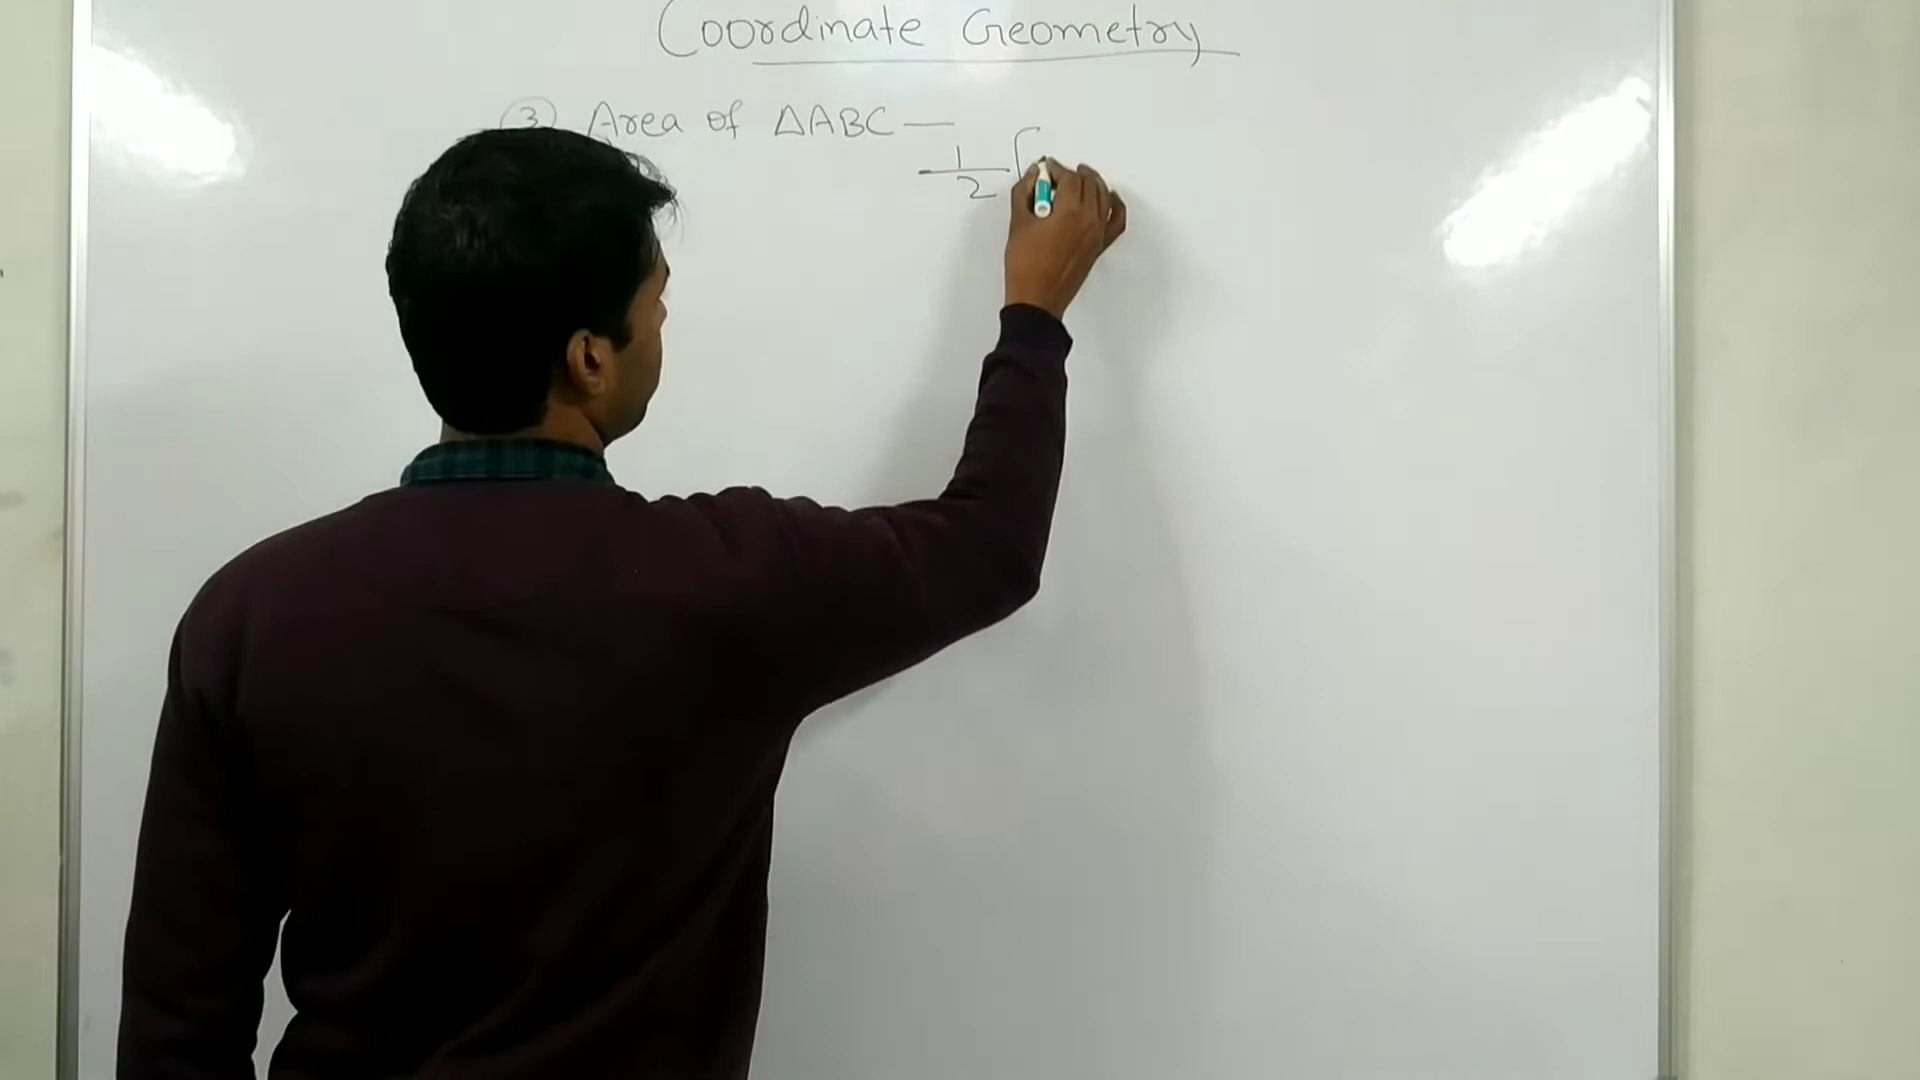 Coordinate Geometry
③ Area of △ABC —
1/2 [